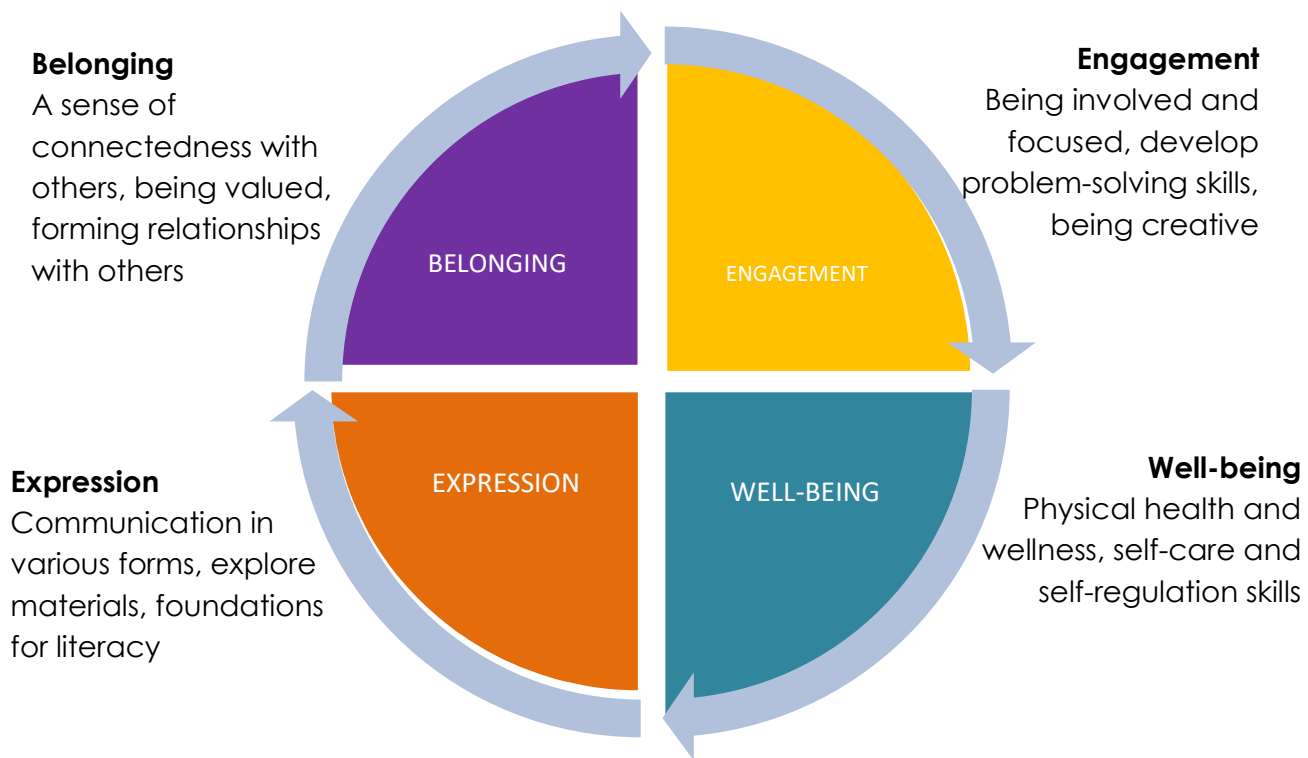 Belonging
A sense of
connectedness with
others, being valued,
forming relationships
with others
Engagement
Being involved and
focused, develop
problem-solving skills,
being creative
BELONGING
ENGAGEMENT
EXPRESSION
WELL-BEING
Expression
Communication in
various forms, explore
materials, foundations
for literacy
Well-being
Physical health and
wellness, self-care and
self-regulation skills